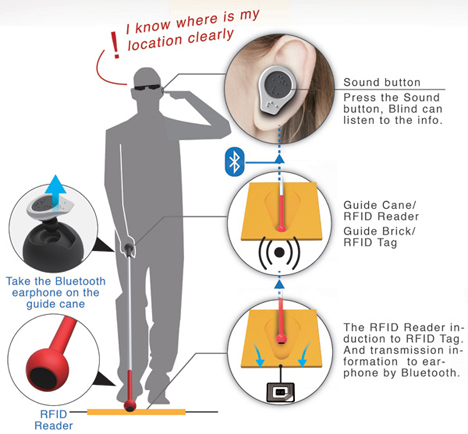 ! I know where is my
location clearly
Sound button
Press the Sound
button, Blind can
listen to the info.
Guide Cane/
RFID Reader
Guide Brick/
RFID Tag
Take the Bluetooth
earphone on the
guide cane
The RFID Reader in-
duction to RFID Tag.
And transmission in-
formation to ear-
phone by Bluetooth.
RFID
Reader